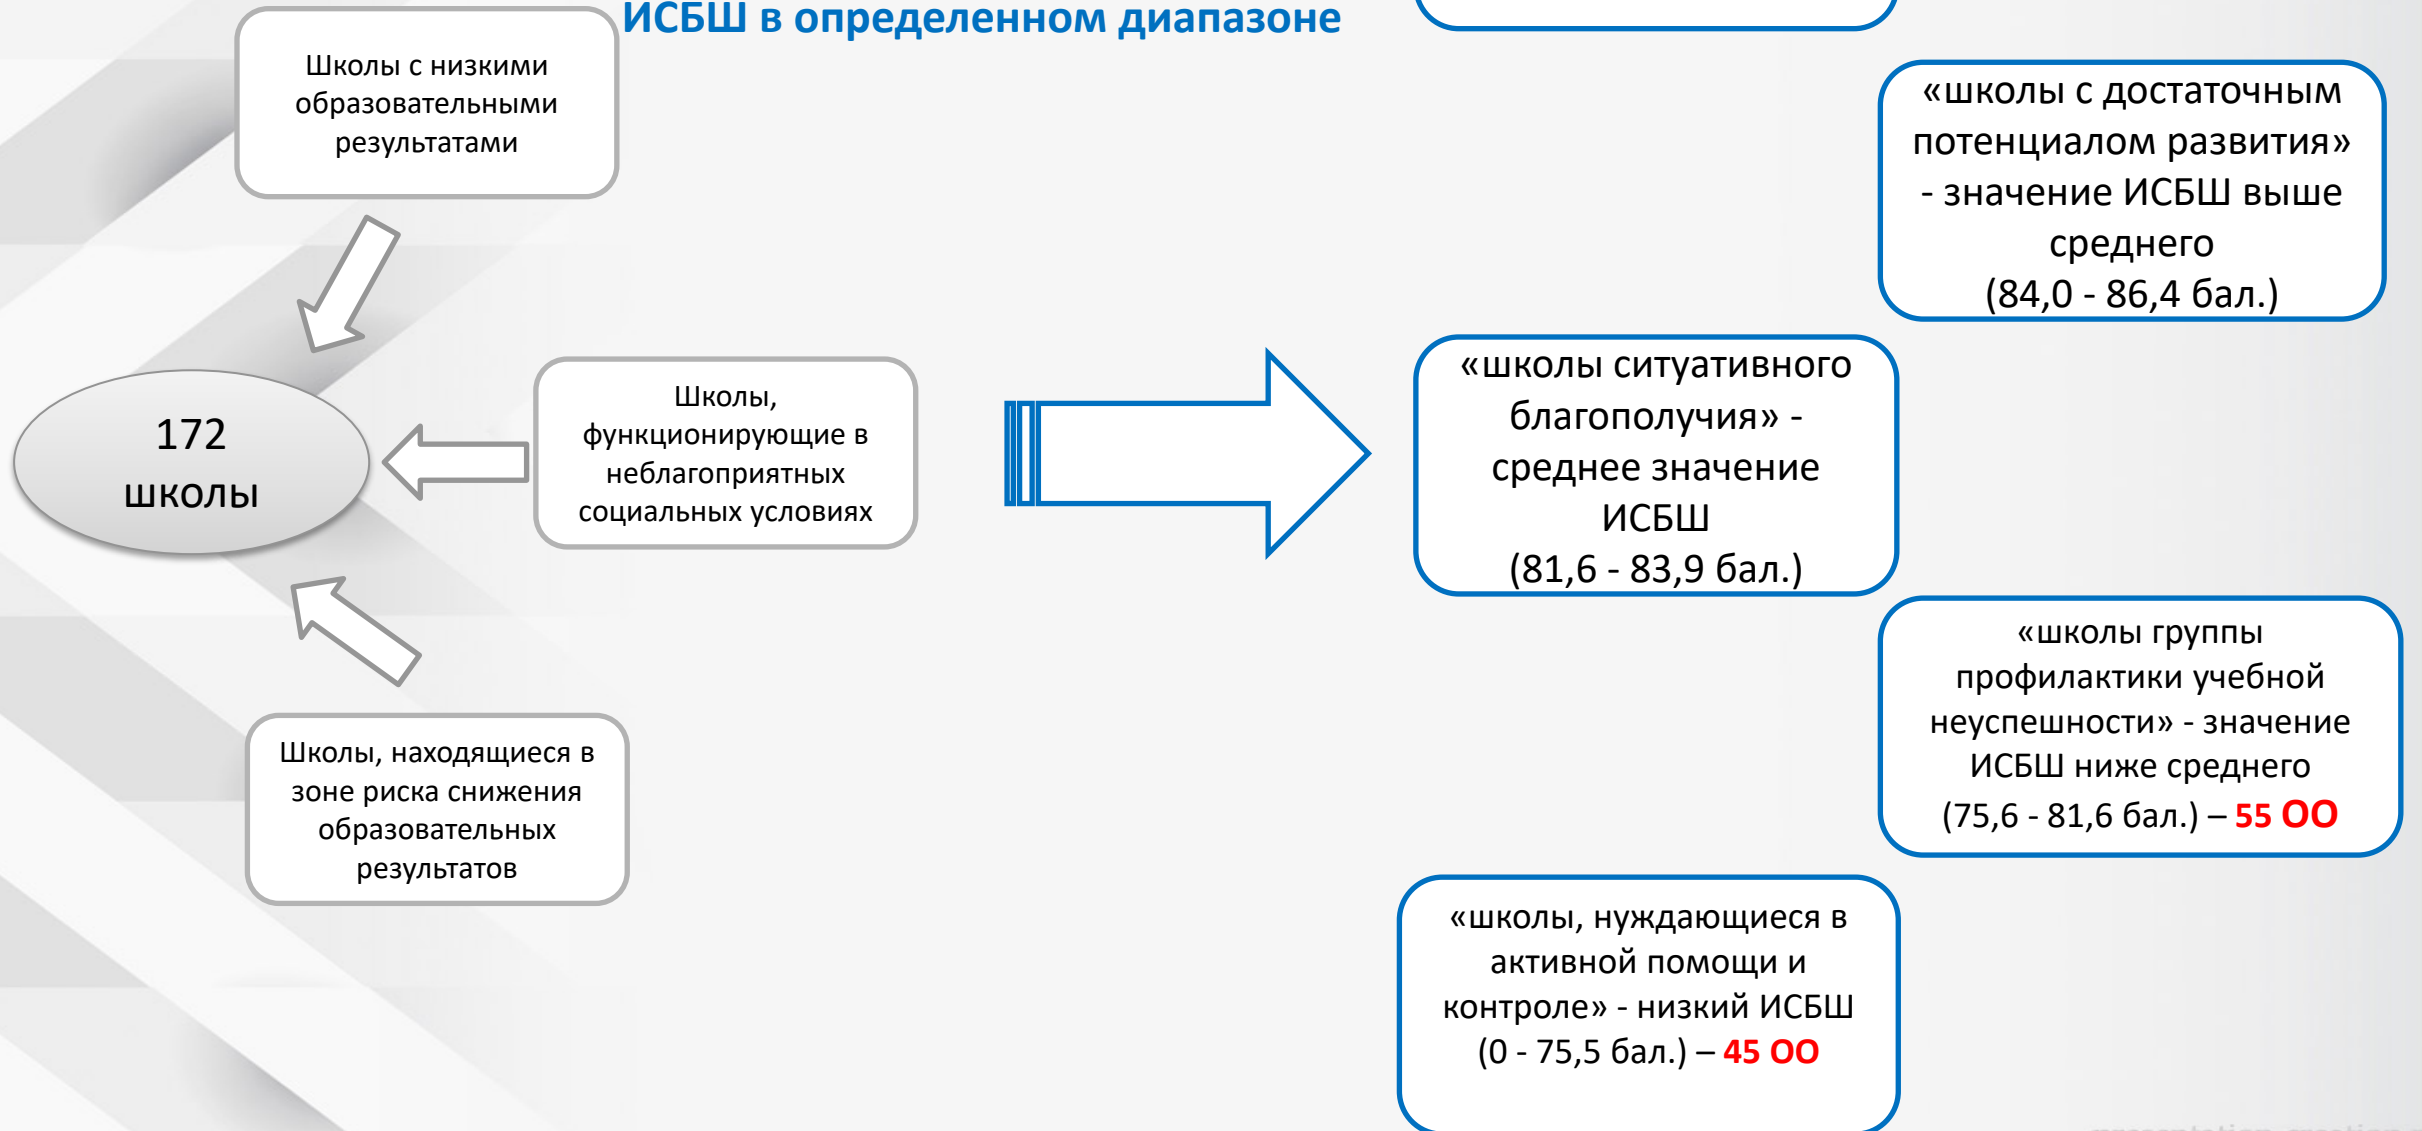 ИСБШ в определенном диапазоне
Школы с низкими
образовательными
результатами
172
школы
Школы,
функционирующие в
неблагоприятных
социальных условиях
Школы, находящиеся в
зоне риска снижения
образовательных
результатов
«школы с достаточным
потенциалом развития»
- значение ИСБШ выше
среднего
(84,0 - 86,4 бал.)
«школы ситуативного
благополучия» -
среднее значение
ИСБШ
(81,6 - 83,9 бал.)
«школы группы
профилактики учебной
неуспешности» - значение
ИСБШ ниже среднего
(75,6 - 81,6 бал.) – 55 ОО
«школы, нуждающиеся в
активной помощи и
контроле» - низкий ИСБШ
(0 - 75,5 бал.) – 45 ОО